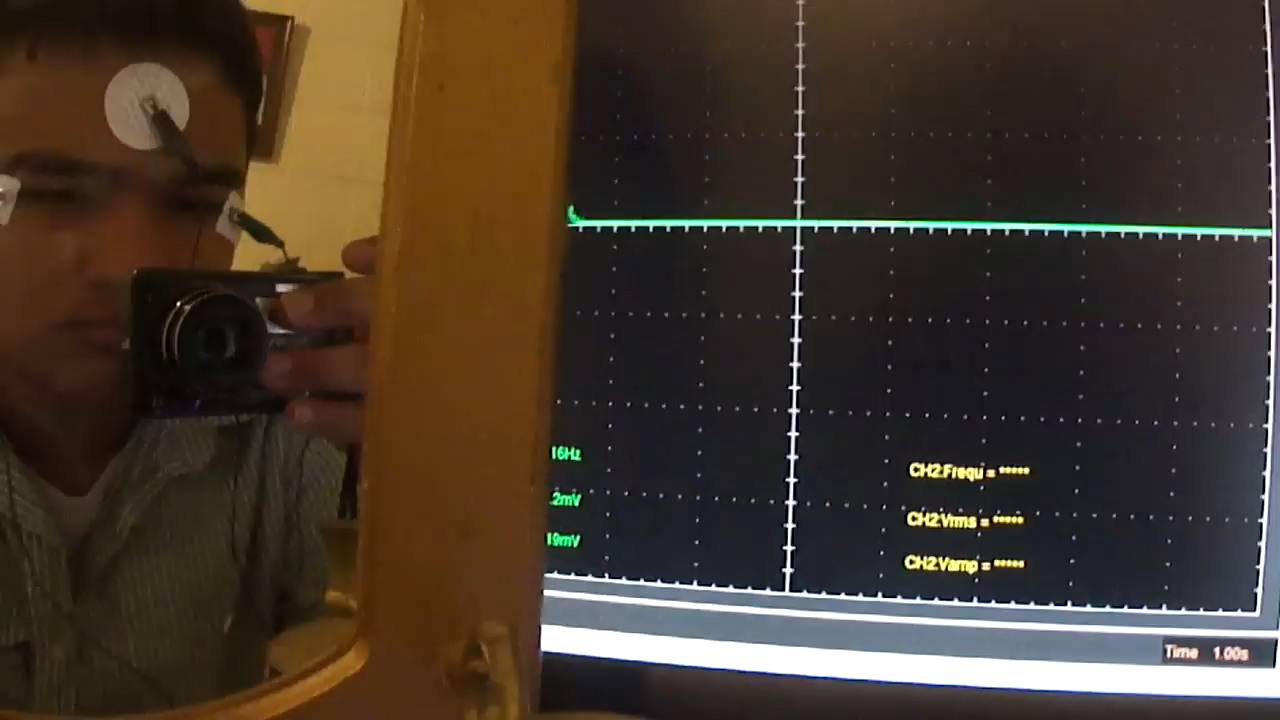 16Hz
.2mV
19mV
CH2:Frequ = *****
CH2:Vrms = *****
CH2:Vamp = *****
Time 1.00s